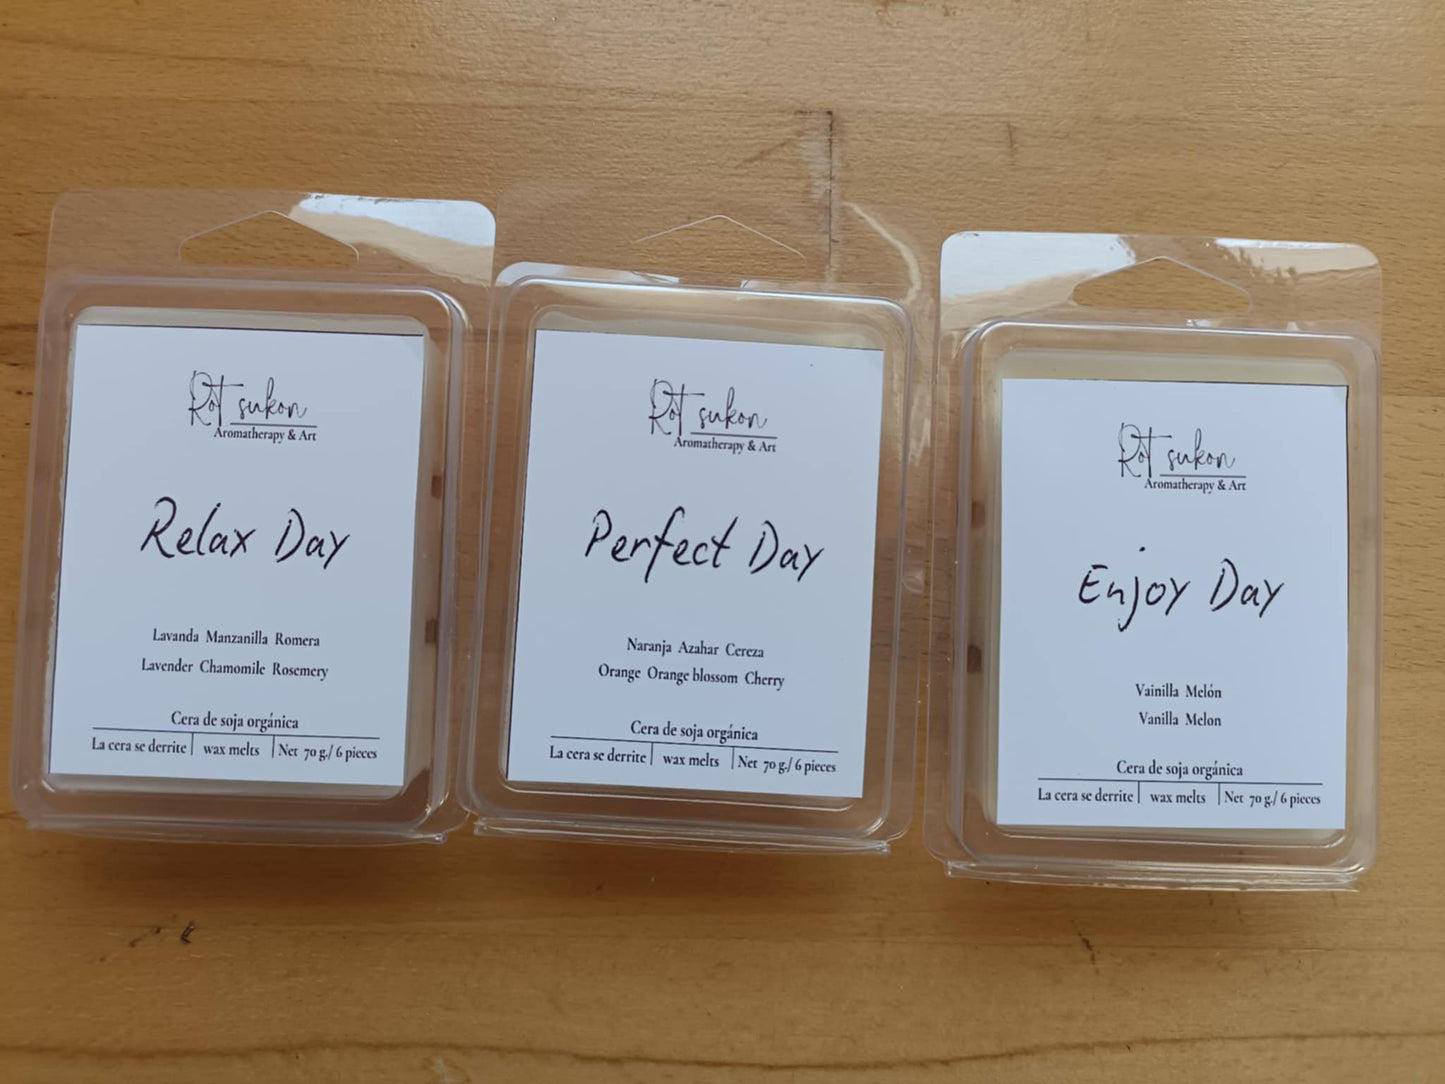 Rot sukon
Aromatherapy & Art
Relax Day
Lavanda Manzanilla Romera
Lavender Chamomile Rosemery
Cera de soja orgánica
La cera se derrite wax melts Net 70 g./ 6 pieces
Rot sukon
Aromatherapy & Art
Perfect Day
Naranja Azahar Cereza
Orange Orange blossom Cherry
Cera de soja orgánica
La cera se derrite wax melts Net 70 g./ 6 pieces
Rot sukon
Aromatherapy & Art
Enjoy Day
Vainilla Melón
Vanilla Melon
Cera de soja orgánica
La cera se derrite wax melts Net 70 g./ 6 pieces